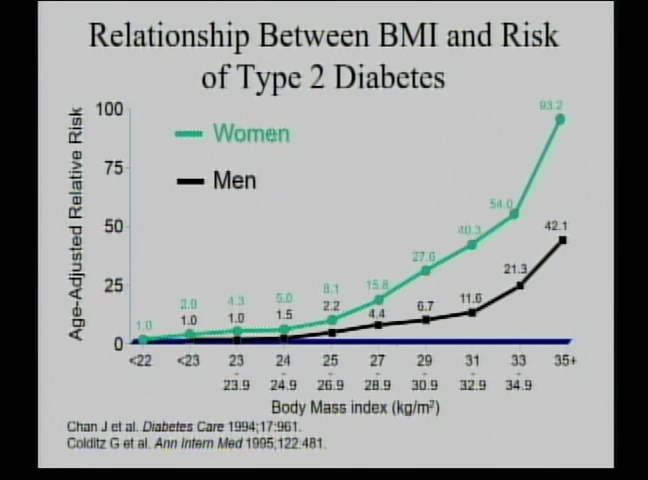 Relationship Between BMI and Risk
of Type 2 Diabetes
Age-Adjusted Relative Risk
100
75
50
25
0
Women
Men
1.0 2.9 4.3 5.0 8.1 15.8 27.6 40.3 54.0 93.2
1.0 1.0 1.5 2.2 4.4 6.7 11.6 21.3 42.1
<22 <23 23 24 25 27 29 31 33 35+
- - - - - - -
23.9 24.9 26.9 28.9 30.9 32.9 34.9
Body Mass index (kg/m²)
Chan J et al. Diabetes Care 1994;17:961.
Colditz G et al. Ann Intern Med 1995;122:481.